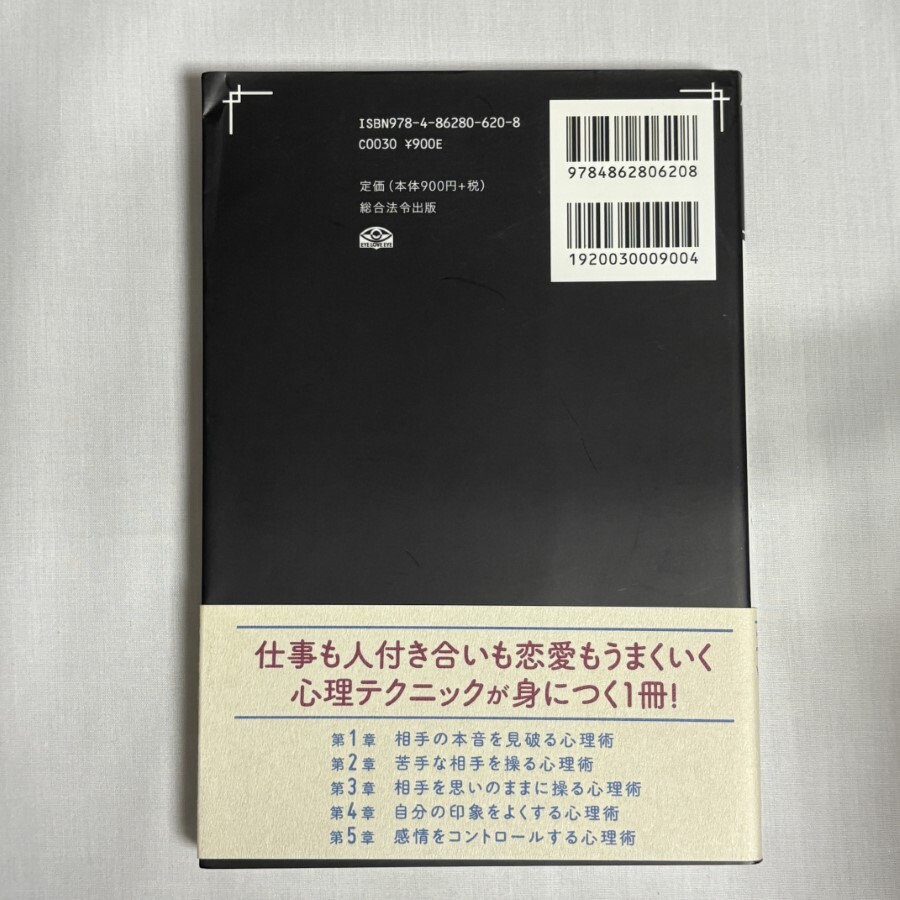 ISBN978-4-86280-620-8
C0030 ¥900E
定価（本体900円+税）
総合法令出版
EYE LOVE EYE
9784862806208
1920030009004
仕事も人付き合いも恋愛もうまくいく
心理テクニックが身につく1冊！
第1章 相手の本音を見破る心理術
第2章 苦手な相手を操る心理術
第3章 相手を思いのままに操る心理術
第4章 自分の印象をよくする心理術
第5章 感情をコントロールする心理術